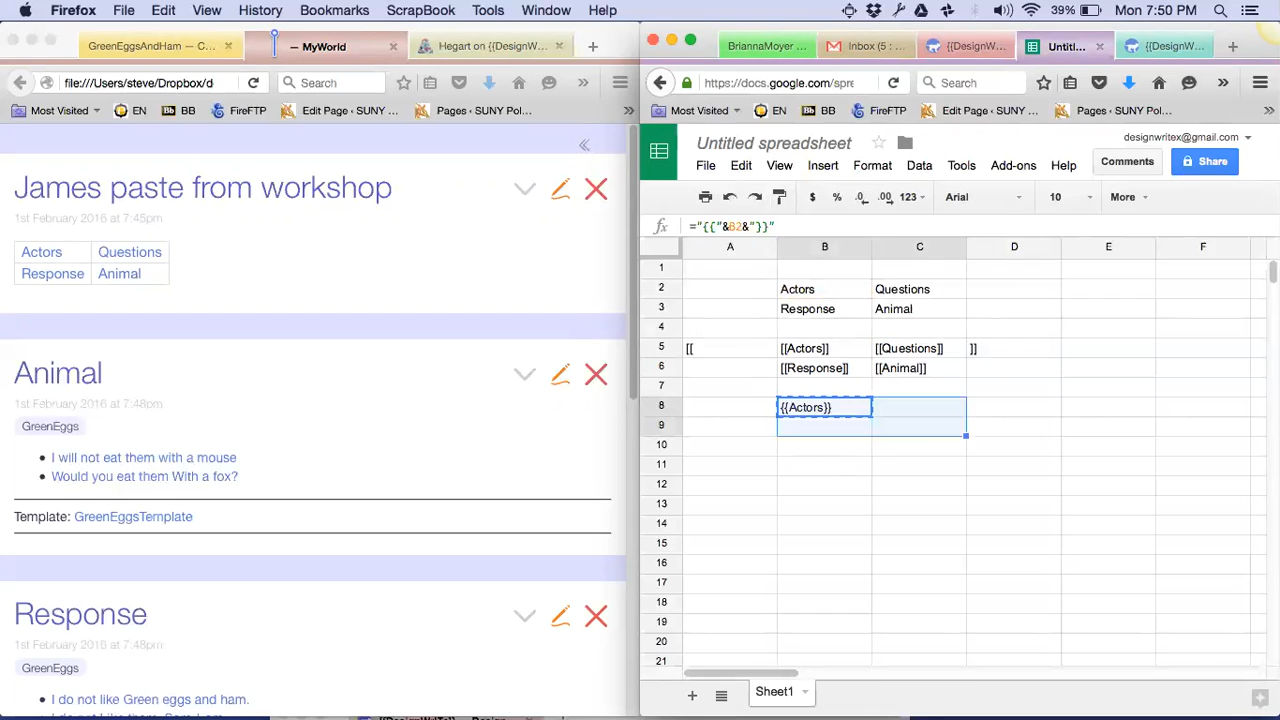 Firefox File Edit View History Bookmarks ScrapBook Tools Window Help 39% Mon 7:50 PM
GreenEggsAndHam — C... — MyWorld Hegart on {{DesignW...
file:///Users/steve/Dropbox/d Search
Most Visited EN Bb BB FireFTP Edit Page ‹ SUNY ... Pages ‹ SUNY Pol...
James paste from workshop
1st February 2016 at 7:45pm
Actors Questions
Response Animal
Animal
1st February 2016 at 7:48pm
GreenEggs
I will not eat them with a mouse
Would you eat them With a fox?
Template: GreenEggsTemplate
Response
1st February 2016 at 7:48pm
GreenEggs
I do not like Green eggs and ham.
BriannaMoyer ... Inbox (5 : {{DesignW... Untitl... {{DesignW...
https://docs.google.com/spre Search
Most Visited EN Bb BB FireFTP Edit Page ‹ SUNY ... Pages ‹ SUNY Pol...
Untitled spreadsheet
designwritex@gmail.com
File Edit View Insert Format Data Tools Add-ons Help Comments Share
$ % .0 .00 123 Arial 10 More
fx ="{{"&B2&"}}"
A B C D E F
1
2 Actors Questions
3 Response Animal
4
5 [[ [[Actors]] [[Questions]] ]]
6 [[Response]] [[Animal]]
7
8 {{Actors}}
9
10
11
12
13
14
15
16
17
18
19
20
21
Sheet1